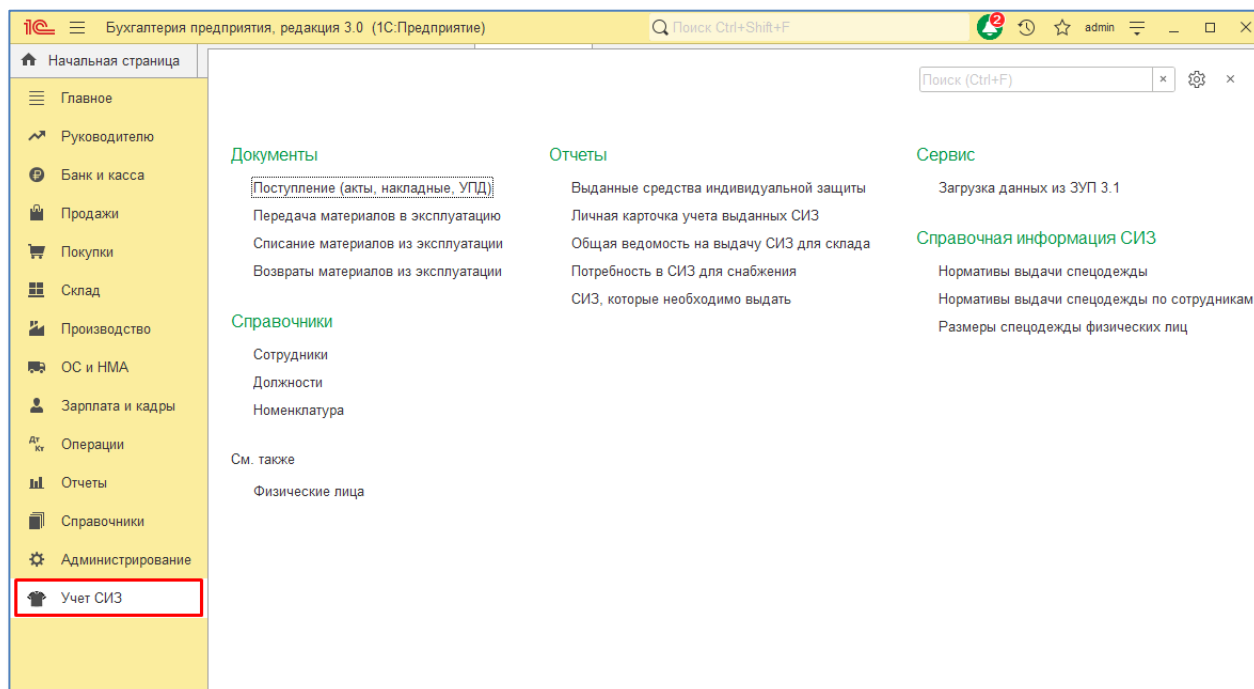 1С Бухгалтерия предприятия, редакция 3.0 (1С:Предприятие) Поиск Ctrl+Shift+F 2 admin
Начальная страница
Поиск (Ctrl+F)
Главное
Руководителю
Банк и касса
Продажи
Покупки
Склад
Производство
ОС и НМА
Зарплата и кадры
Дт Кт Операции
Отчеты
Справочники
Администрирование
Учет СИЗ
Документы
Поступление (акты, накладные, УПД)
Передача материалов в эксплуатацию
Списание материалов из эксплуатации
Возвраты материалов из эксплуатации
Справочники
Сотрудники
Должности
Номенклатура
См. также
Физические лица
Отчеты
Выданные средства индивидуальной защиты
Личная карточка учета выданных СИЗ
Общая ведомость на выдачу СИЗ для склада
Потребность в СИЗ для снабжения
СИЗ, которые необходимо выдать
Сервис
Загрузка данных из ЗУП 3.1
Справочная информация СИЗ
Нормативы выдачи спецодежды
Нормативы выдачи спецодежды по сотрудникам
Размеры спецодежды физических лиц